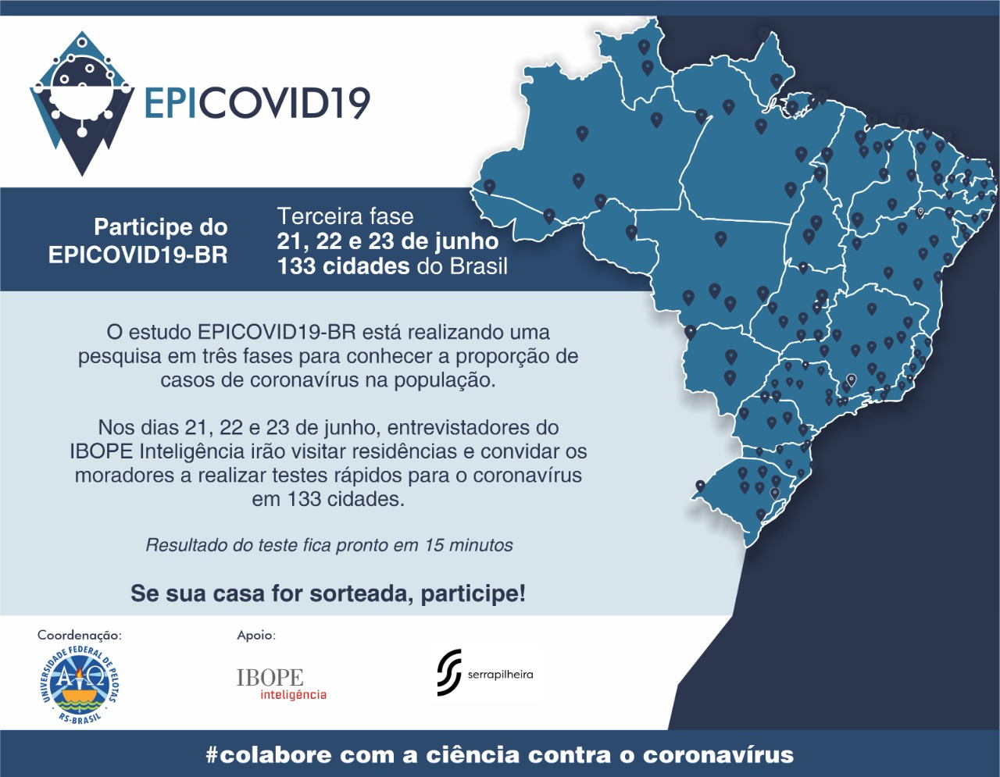 EPICOVID19
Participe do
EPICOVID19-BR
Terceira fase
21, 22 e 23 de junho
133 cidades do Brasil
O estudo EPICOVID19-BR está realizando uma
pesquisa em três fases para conhecer a proporção de
casos de coronavírus na população.
Nos dias 21, 22 e 23 de junho, entrevistadores do
IBOPE Inteligência irão visitar residências e convidar os
moradores a realizar testes rápidos para o coronavírus
em 133 cidades.
Resultado do teste fica pronto em 15 minutos
Se sua casa for sorteada, participe!
Coordenação:
UNIVERSIDADE FEDERAL DE PELOTAS
ΑΩ
RS-BRASIL
Apoio:
IBOPE
inteligência
serrapilheira
#colabore com a ciência contra o coronavírus